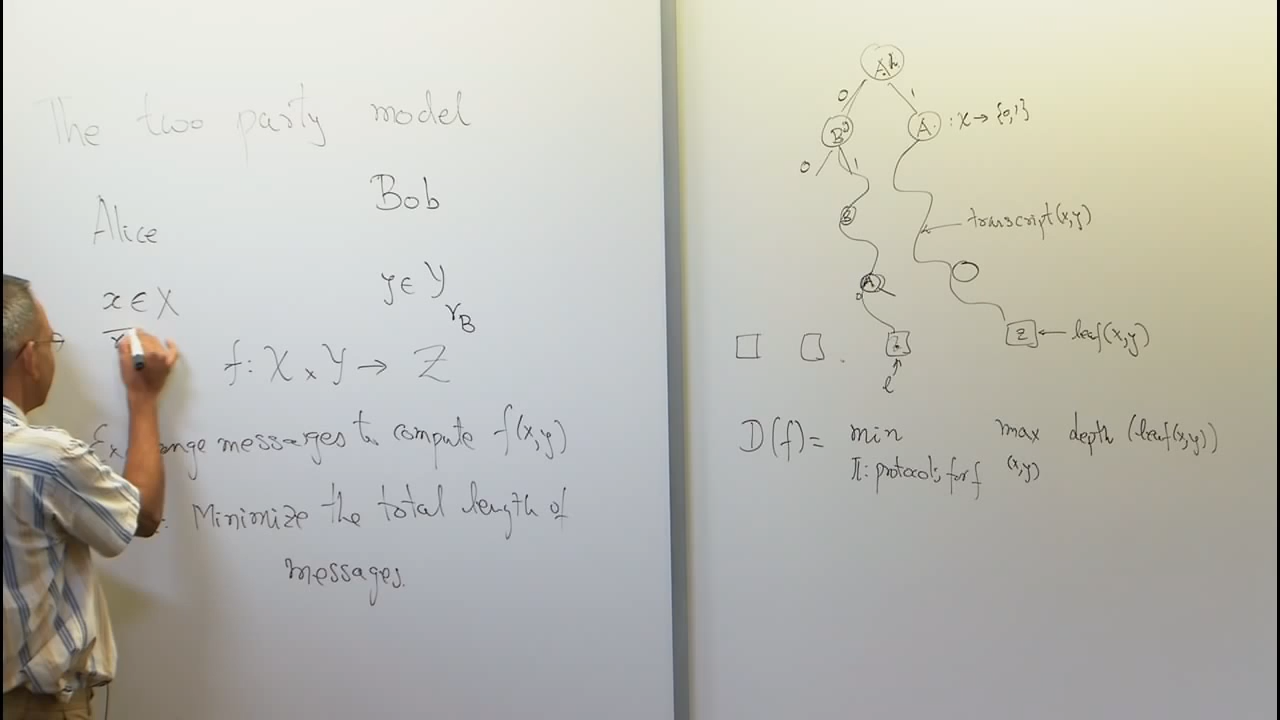 The two party model
Alice
Bob
x ∈ X
y ∈ Y
r_B
f: X × Y → Z
messages to compute f(x,y)
: Minimize the total length of
messages.
A
0 1
B A : X → {0,1}
0 1
B
transcript(x,y)
A
0
z ← leaf(x,y)
l
D(f) = min max depth (leaf(x,y))
Π: protocols for f (x,y)